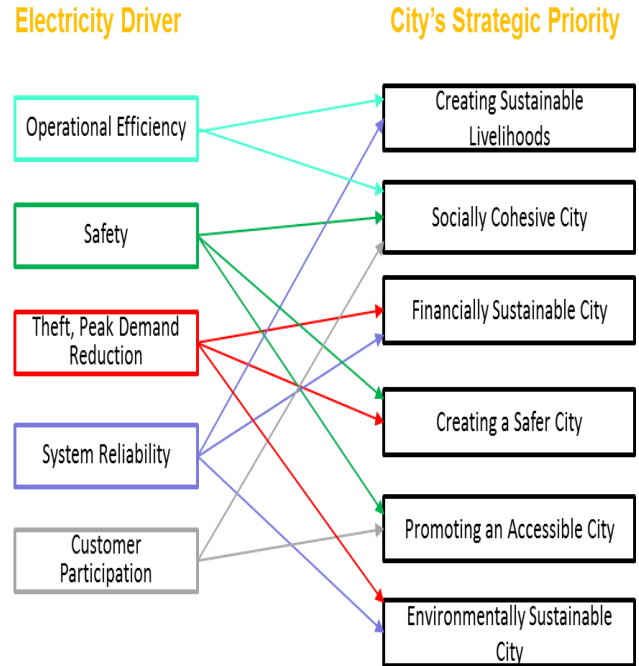 Electricity Driver
City's Strategic Priority
Operational Efficiency
Safety
Theft, Peak Demand
Reduction
System Reliability
Customer
Participation
Creating Sustainable
Livelihoods
Socially Cohesive City
Financially Sustainable City
Creating a Safer City
Promoting an Accessible City
Environmentally Sustainable
City